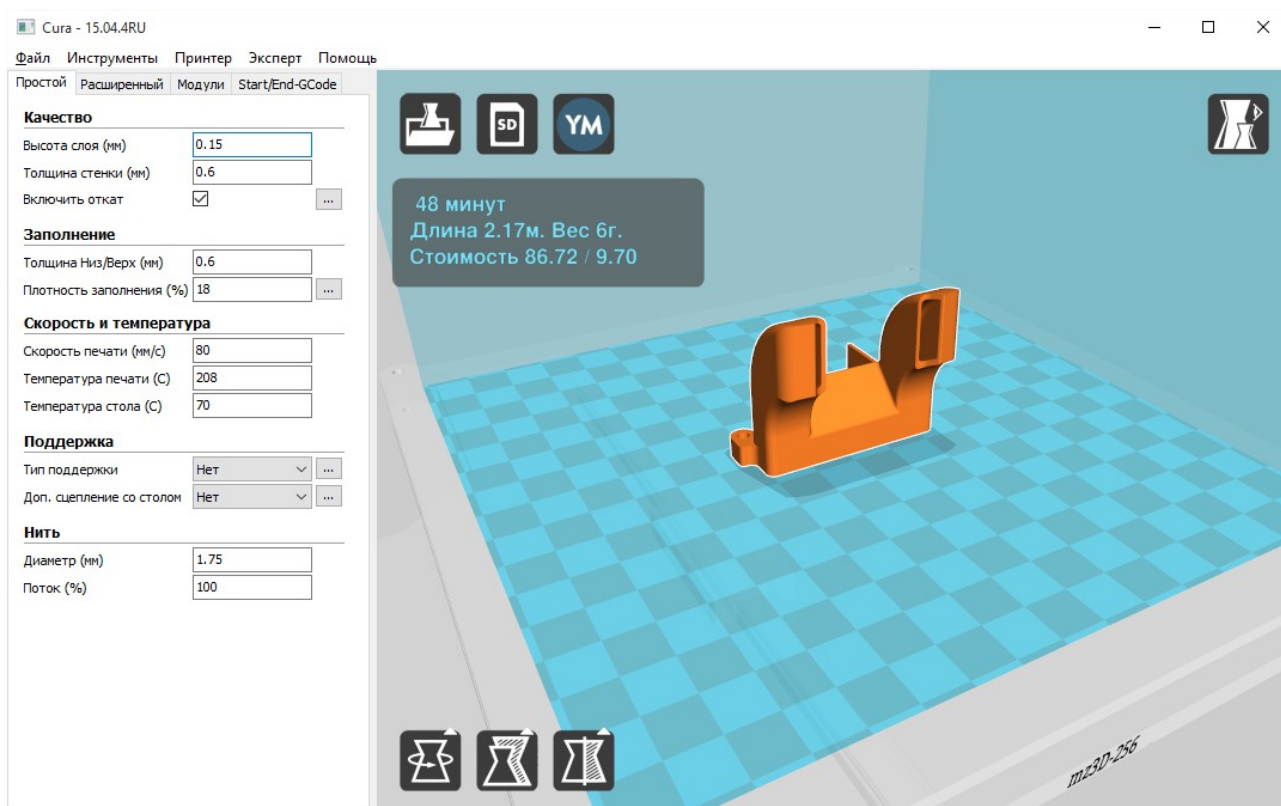 Cura - 15.04.4RU
Файл Инструменты Принтер Эксперт Помощь
Простой Расширенный Модули Start/End-GCode
Качество
Высота слоя (мм) 0.15
Толщина стенки (мм) 0.6
Включить откат ...
Заполнение
Толщина Низ/Верх (мм) 0.6
Плотность заполнения (%) 18 ...
Скорость и температура
Скорость печати (мм/с) 80
Температура печати (С) 208
Температура стола (С) 70
Поддержка
Тип поддержки Нет ...
Доп. сцепление со столом Нет ...
Нить
Диаметр (мм) 1.75
Поток (%) 100
SD YM
48 минут
Длина 2.17м. Вес 6г.
Стоимость 86.72 / 9.70
mz3D-256